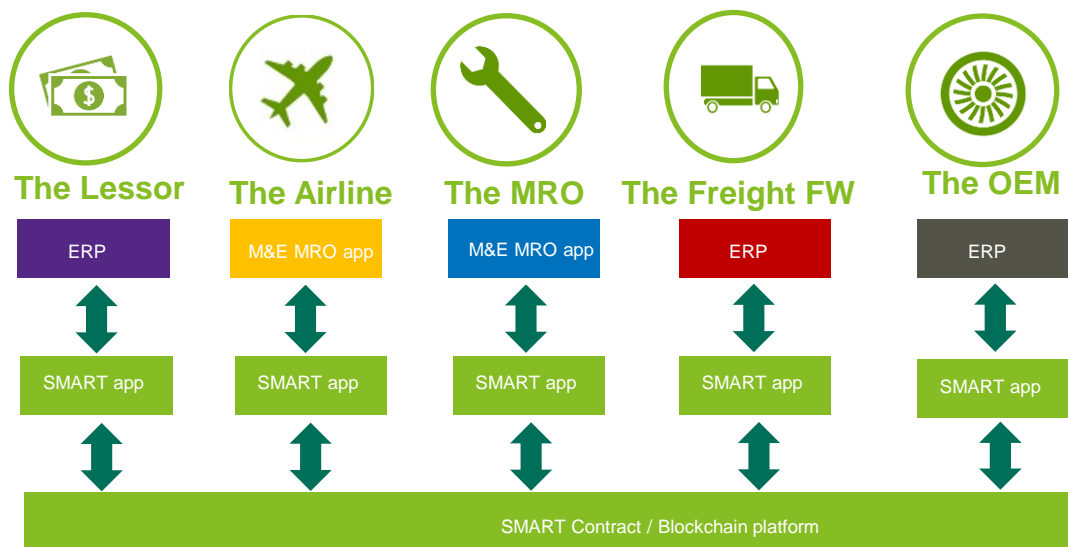 $
The Lessor
The Airline
The MRO
The Freight FW
The OEM
ERP
M&E MRO app
M&E MRO app
ERP
ERP
SMART app
SMART app
SMART app
SMART app
SMART app
SMART Contract / Blockchain platform